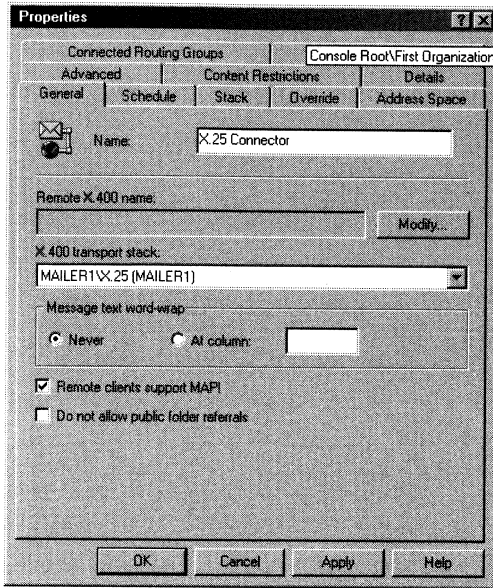 Properties
? X
Connected Routing Groups
Console Root\First Organization
Advanced
Content Restrictions
Details
General
Schedule
Stack
Override
Address Space
Name:
X.25 Connector
Remote X.400 name:
Modify...
X.400 transport stack:
MAILER1\X.25 (MAILER1)
Message text word-wrap
Never
At column:
Remote clients support MAPI
Do not allow public folder referrals
OK
Cancel
Apply
Help